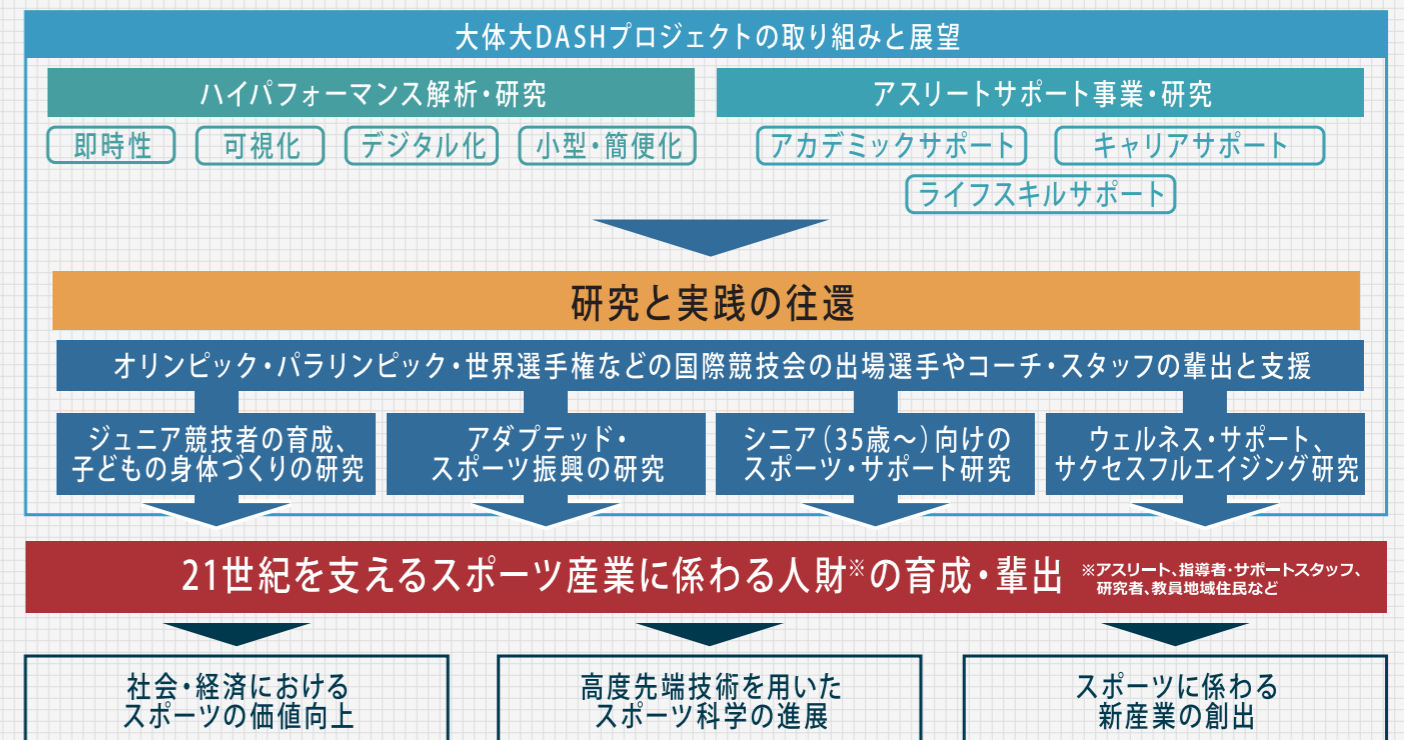 大体大DASHプロジェクトの取り組みと展望
ハイパフォーマンス解析・研究
アスリートサポート事業・研究
即時性
可視化
デジタル化
小型・簡便化
アカデミックサポート
キャリアサポート
ライフスキルサポート
研究と実践の往還
オリンピック・パラリンピック・世界選手権などの国際競技会の出場選手やコーチ・スタッフの輩出と支援
ジュニア競技者の育成、
子どもの身体づくりの研究
アダプテッド・
スポーツ振興の研究
シニア(35歳~)向けの
スポーツ・サポート研究
ウェルネス・サポート、
サクセスフルエイジング研究
21世紀を支えるスポーツ産業に係わる人財※の育成・輩出
※アスリート、指導者・サポートスタッフ、
研究者、教員地域住民など
社会・経済における
スポーツの価値向上
高度先端技術を用いた
スポーツ科学の進展
スポーツに係わる
新産業の創出